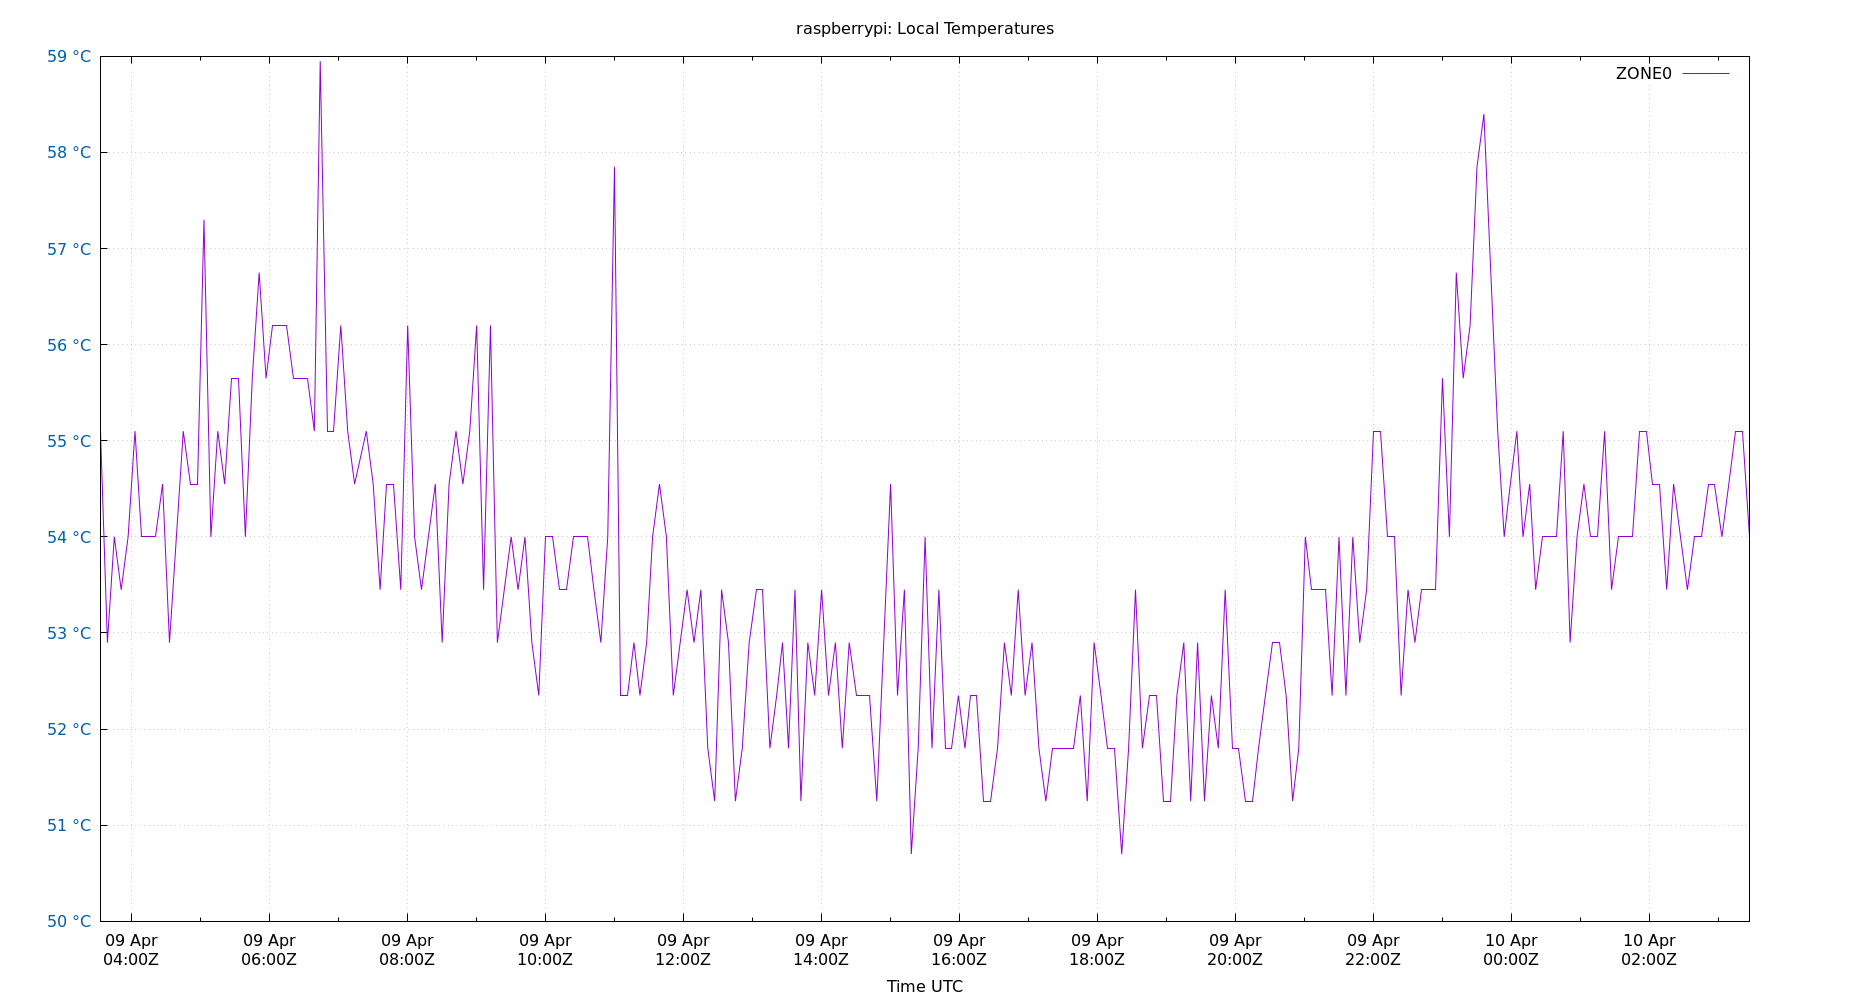 raspberrypi: Local Temperatures
59 °C
ZONE0
58 °C
57 °C
56 °C
55 °C
54 °C
53 °C
52 °C
51 °C
50 °C
09 Apr 09 Apr 09 Apr 09 Apr 09 Apr 09 Apr 09 Apr 09 Apr 09 Apr 09 Apr 10 Apr 10 Apr
04:00Z 06:00Z 08:00Z 10:00Z 12:00Z 14:00Z 16:00Z 18:00Z 20:00Z 22:00Z 00:00Z 02:00Z
Time UTC